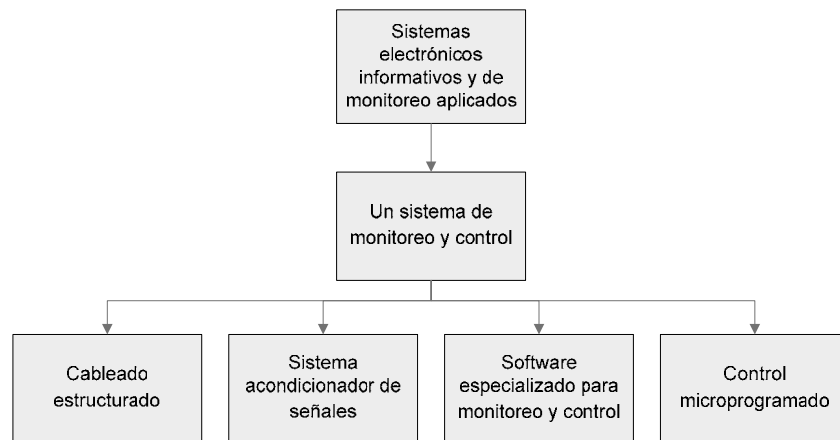 Sistemas
electrónicos
informativos y de
monitoreo aplicados
Un sistema de
monitoreo y control
Cableado
estructurado
Sistema
acondicionador de
señales
Software
especializado para
monitoreo y control
Control
microprogramado